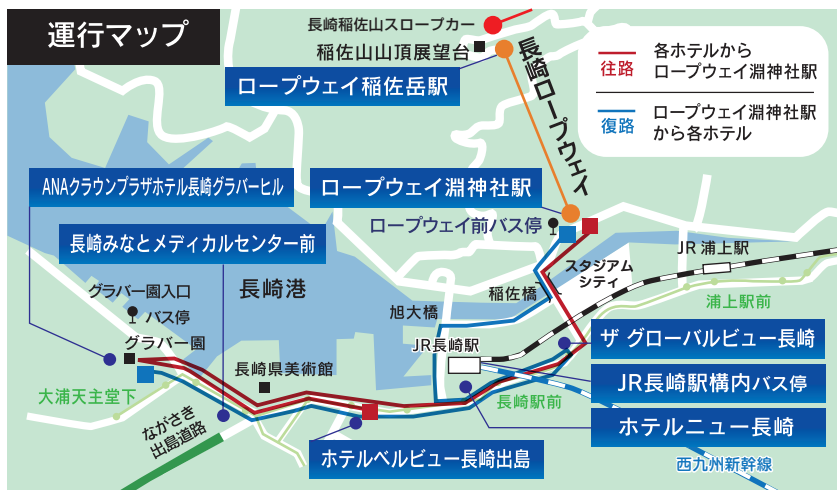 運行マップ
長崎稲佐山スロープカー
稲佐山山頂展望台
ロープウェイ稲佐岳駅
長崎ロープウェイ
往路
各ホテルから
ロープウェイ淵神社駅
復路
ロープウェイ淵神社駅
から各ホテル
ANAクラウンプラザホテル長崎グラバーヒル
ロープウェイ淵神社駅
ロープウェイ前バス停
長崎みなとメディカルセンター前
JR 浦上駅
スタジアム
シティ
グラバー園入口
バス停
長崎港
稲佐橋
浦上駅前
旭大橋
グラバー園
JR長崎駅
ザ グローバルビュー長崎
長崎県美術館
JR長崎駅構内バス停
大浦天主堂下
長崎駅前
ホテルニュー長崎
ながさき
出島道路
ホテルベルビュー長崎出島
西九州新幹線